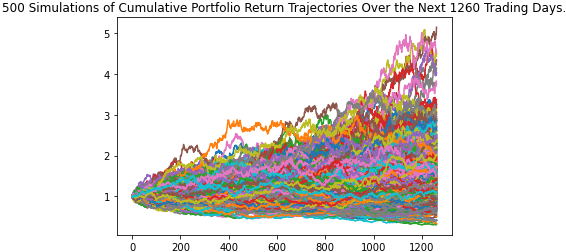 500 Simulations of Cumulative Portfolio Return Trajectories Over the Next 1260 Trading Days.
5
4
3
2
1
0 200 400 600 800 1000 1200